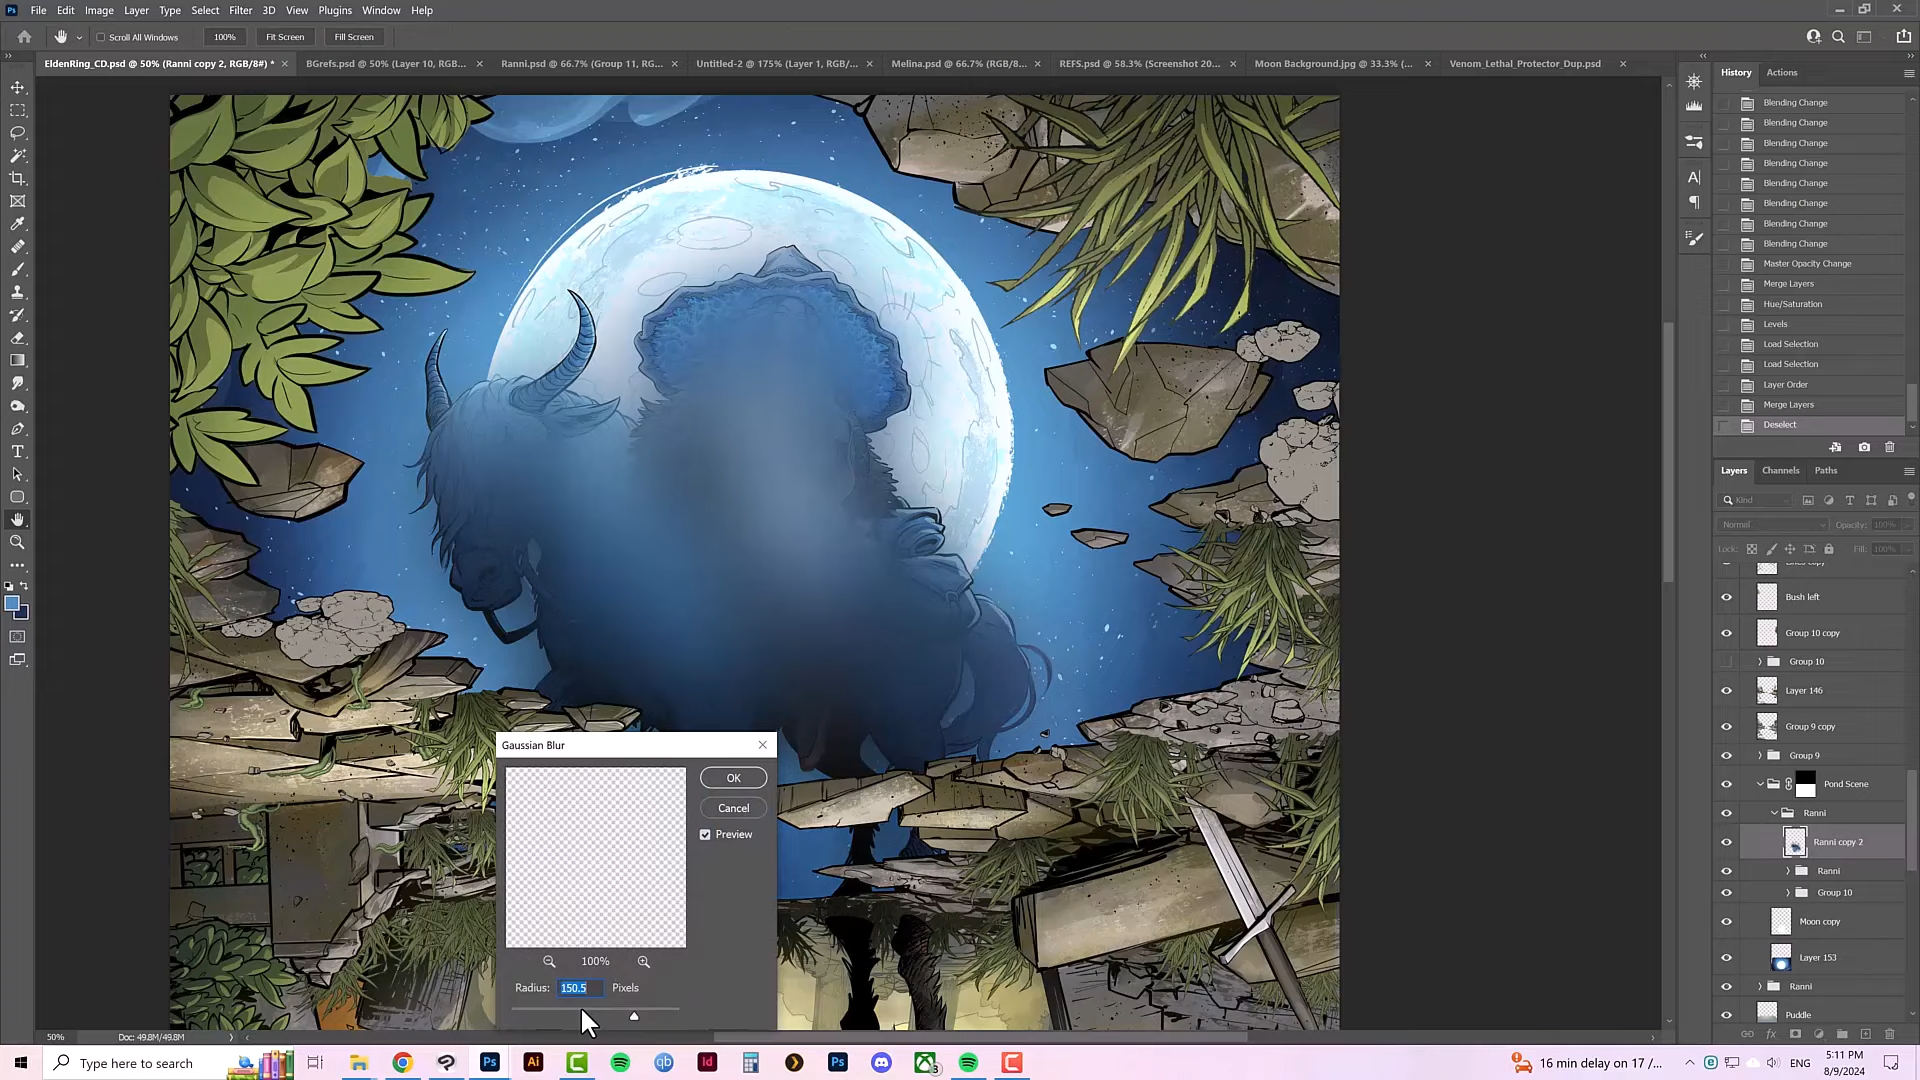 File Edit Image Layer Type Select Filter 3D View Plugins Window Help
Scroll All Windows 100% Fit Screen Fill Screen
EldenRing_CD.psd @ 50% (Ranni copy 2, RGB/8#) * BGrefs.psd @ 50% (Layer 10, RGB... Ranni.psd @ 66.7% (Group 11, RG... Untitled-2 @ 175% (Layer 1, RGB/... Melina.psd @ 66.7% (RGB/8... REFS.psd @ 58.3% (Screenshot 20... Moon Background.jpg @ 33.3% (... Venom_Lethal_Protector_Dup.psd
History Actions
Blending Change
Blending Change
Blending Change
Blending Change
Blending Change
Blending Change
Blending Change
Blending Change
Master Opacity Change
Merge Layers
Hue/Saturation
Levels
Load Selection
Load Selection
Layer Order
Merge Layers
Deselect
Layers Channels Paths
Kind
Normal Opacity: 100%
Lock: Fill: 100%
Bush left
Group 10 copy
Group 10
Layer 146
Group 9 copy
Group 9
Pond Scene
Ranni
Ranni copy 2
Ranni
Group 10
Moon copy
Layer 153
Ranni
Puddle
Gaussian Blur
OK
Cancel
Preview
100%
Radius: 150.5 Pixels
50% Doc: 49.8M/49.8M
Type here to search
16 min delay on 17 /...
ENG
5:11 PM
8/9/2024